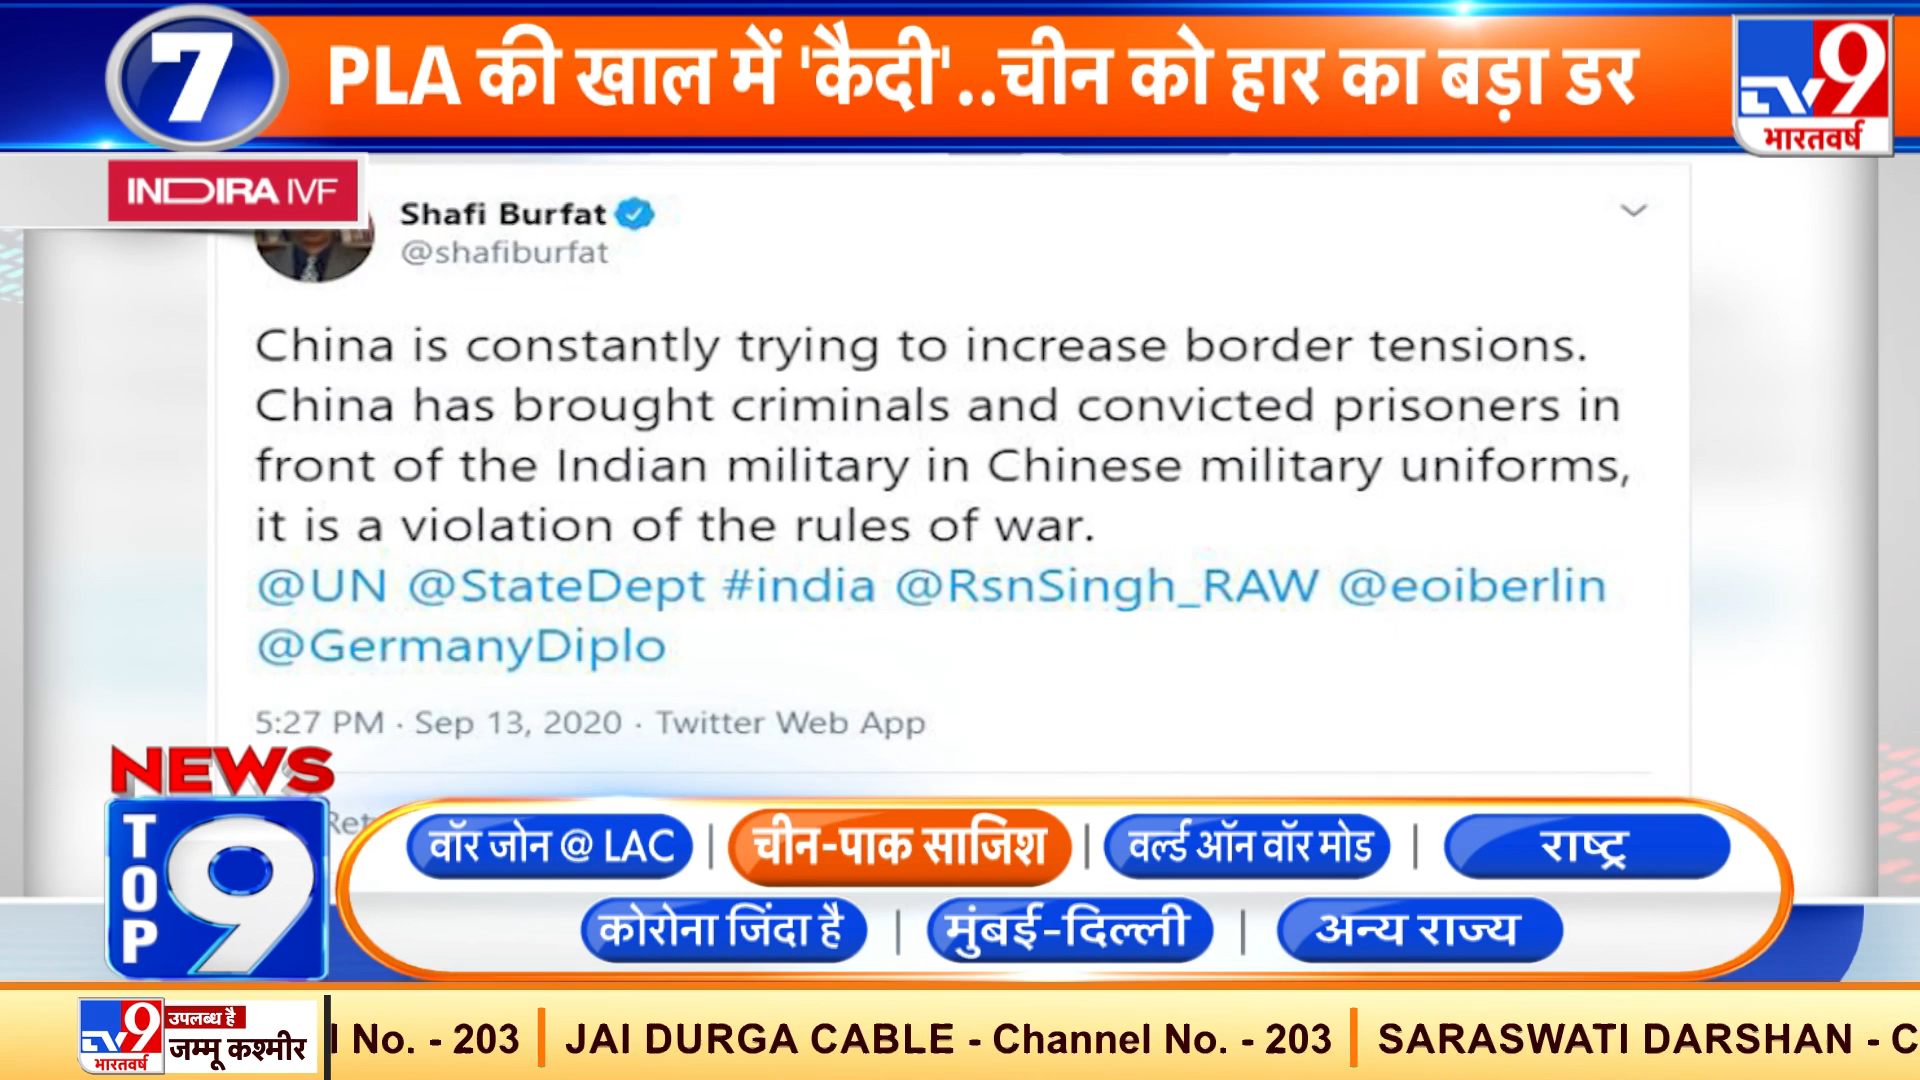 7
PLA की खाल में 'कैदी'..चीन को हार का बड़ा डर
TV9
भारतवर्ष
INDIRA IVF
Shafi Burfat
@shafiburfat
China is constantly trying to increase border tensions.
China has brought criminals and convicted prisoners in
front of the Indian military in Chinese military uniforms,
it is a violation of the rules of war.
@UN @StateDept #india @RsnSingh_RAW @eoiberlin
@GermanyDiplo
5:27 PM · Sep 13, 2020 · Twitter Web App
NEWS
TOP 9
वॉर जोन @ LAC | चीन-पाक साजिश | वर्ल्ड ऑन वॉर मोड | राष्ट्र
कोरोना जिंदा है | मुंबई-दिल्ली | अन्य राज्य
TV9 भारतवर्ष
उपलब्ध है
जम्मू कश्मीर
No. - 203 | JAI DURGA CABLE - Channel No. - 203 | SARASWATI DARSHAN - C